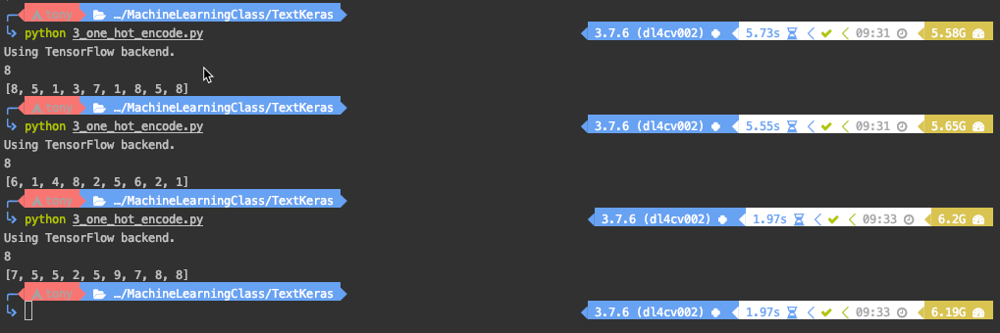 tony …/MachineLearningClass/TextKeras
python 3_one_hot_encode.py 3.7.6 (dl4cv002) 5.73s 09:31 5.58G
Using TensorFlow backend.
8
[8, 5, 1, 3, 7, 1, 8, 5, 8]
tony …/MachineLearningClass/TextKeras
python 3_one_hot_encode.py 3.7.6 (dl4cv002) 5.55s 09:31 5.65G
Using TensorFlow backend.
8
[6, 1, 4, 8, 2, 5, 6, 2, 1]
tony …/MachineLearningClass/TextKeras
python 3_one_hot_encode.py 3.7.6 (dl4cv002) 1.97s 09:33 6.2G
Using TensorFlow backend.
8
[7, 5, 5, 2, 5, 9, 7, 8, 8]
tony …/MachineLearningClass/TextKeras
3.7.6 (dl4cv002) 1.97s 09:33 6.19G